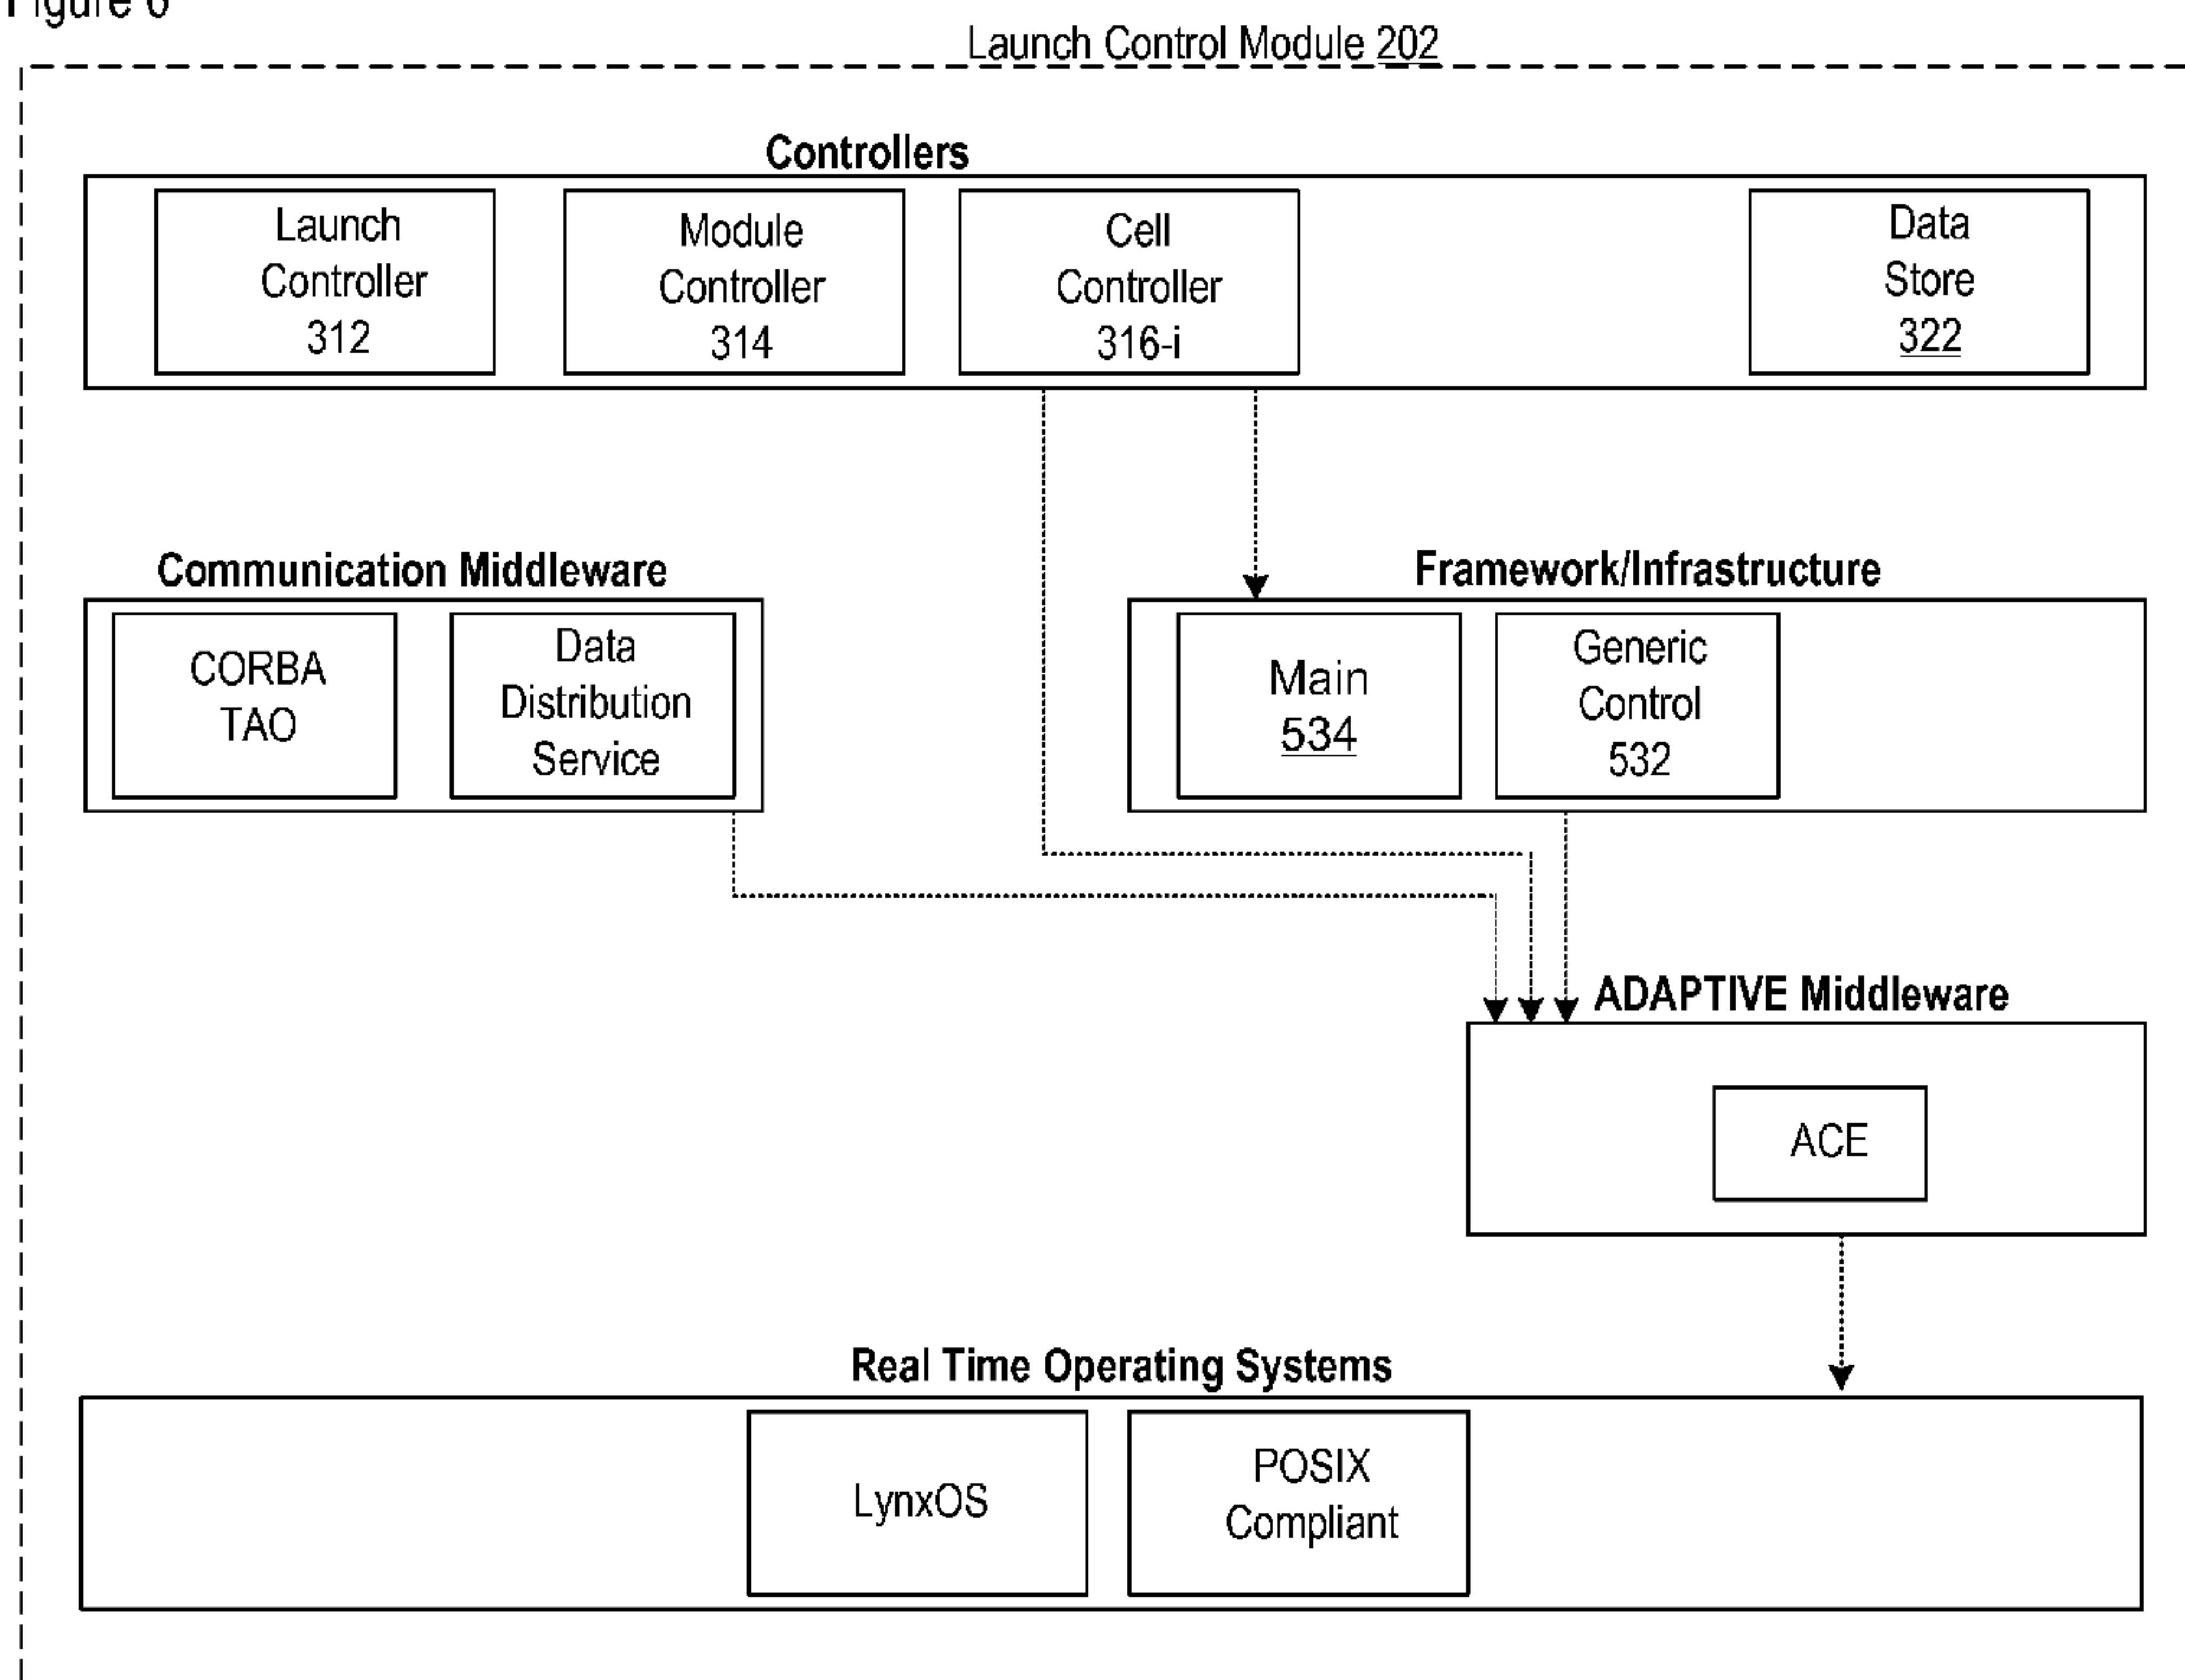 Figure 6
Launch Control Module 202
Controllers
Launch
Controller
312
Module
Controller
314
Cell
Controller
316-i
Data
Store
322
Communication Middleware
CORBA
TAO
Data
Distribution
Service
Framework/Infrastructure
Main
534
Generic
Control
532
ADAPTIVE Middleware
ACE
Real Time Operating Systems
LynxOS
POSIX
Compliant